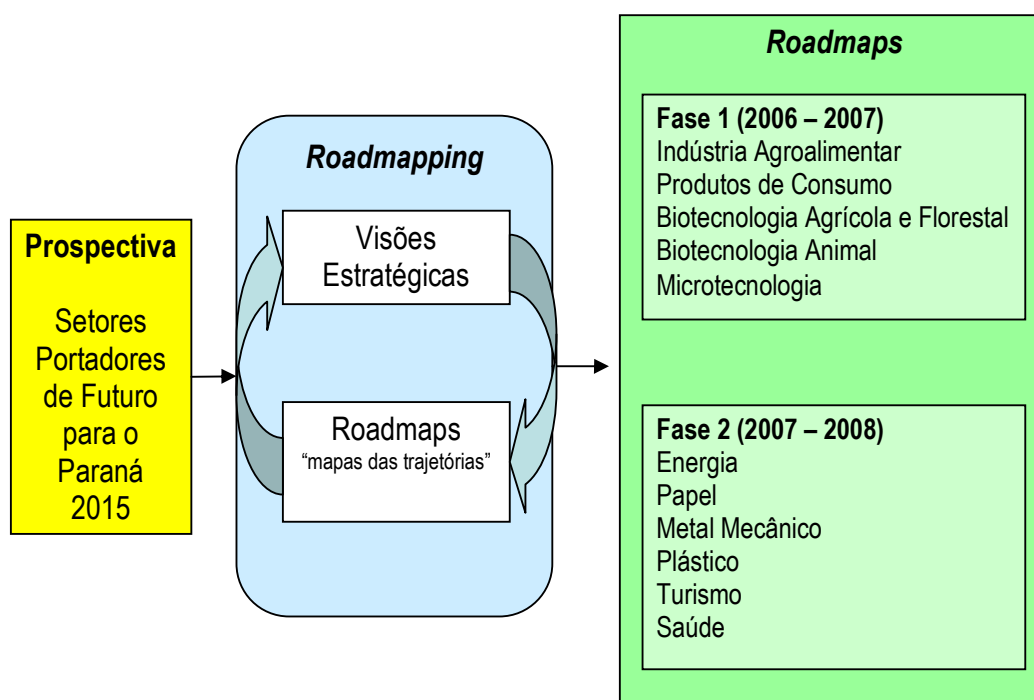 Prospectiva
Setores
Portadores
de Futuro
para o
Paraná
2015
Roadmapping
Visões
Estratégicas
Roadmaps
“mapas das trajetórias”
Roadmaps
Fase 1 (2006 – 2007)
Indústria Agroalimentar
Produtos de Consumo
Biotecnologia Agrícola e Florestal
Biotecnologia Animal
Microtecnologia
Fase 2 (2007 – 2008)
Energia
Papel
Metal Mecânico
Plástico
Turismo
Saúde